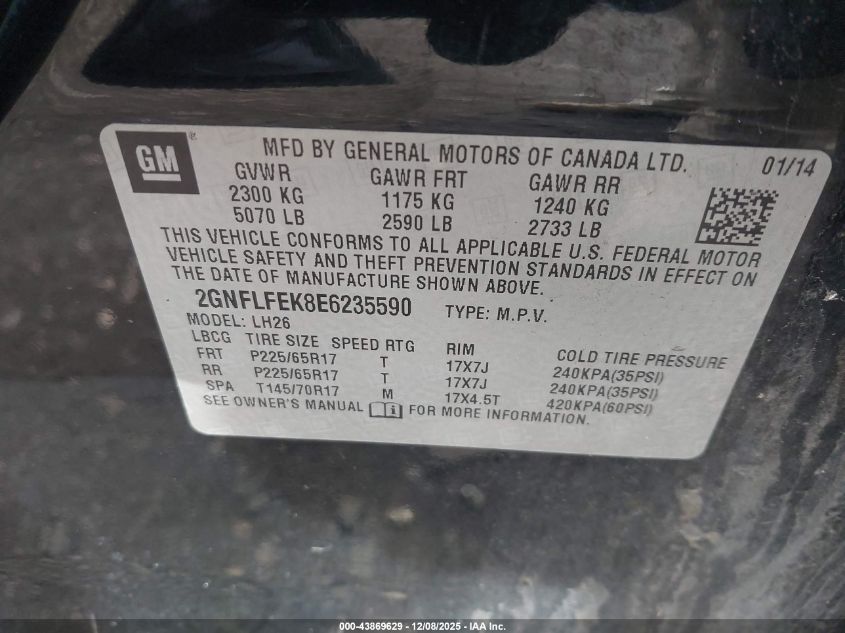 GM ® MFD BY GENERAL MOTORS OF CANADA LTD. 01/14
GVWR GAWR FRT GAWR RR
2300 KG 1175 KG 1240 KG
5070 LB 2590 LB 2733 LB
THIS VEHICLE CONFORMS TO ALL APPLICABLE U.S. FEDERAL MOTOR
VEHICLE SAFETY AND THEFT PREVENTION STANDARDS IN EFFECT ON
THE DATE OF MANUFACTURE SHOWN ABOVE.
2GNFLFEK8E6235590 TYPE: M.P.V.
MODEL: LH26
LBCG TIRE SIZE SPEED RTG RIM COLD TIRE PRESSURE
FRT P225/65R17 T 17X7J 240KPA(35PSI)
RR P225/65R17 T 17X7J 240KPA(35PSI)
SPA T145/70R17 M 17X4.5T 420KPA(60PSI)
SEE OWNER'S MANUAL FOR MORE INFORMATION.
000-43869629 - 12/08/2025 - IAA Inc.